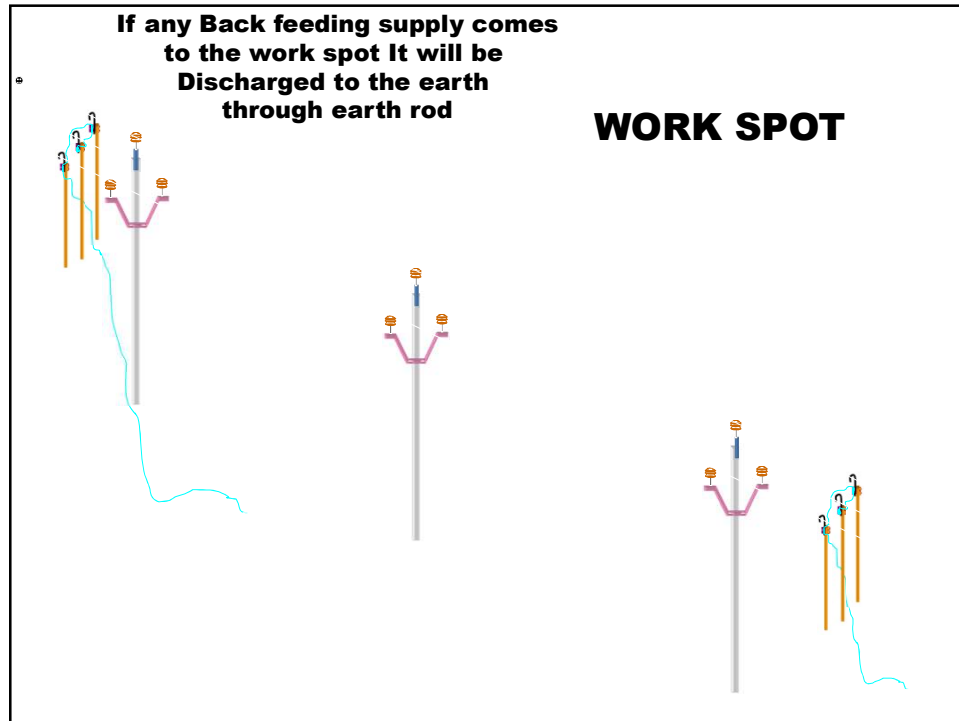 If any Back feeding supply comes
to the work spot It will be
Discharged to the earth
through earth rod
WORK SPOT